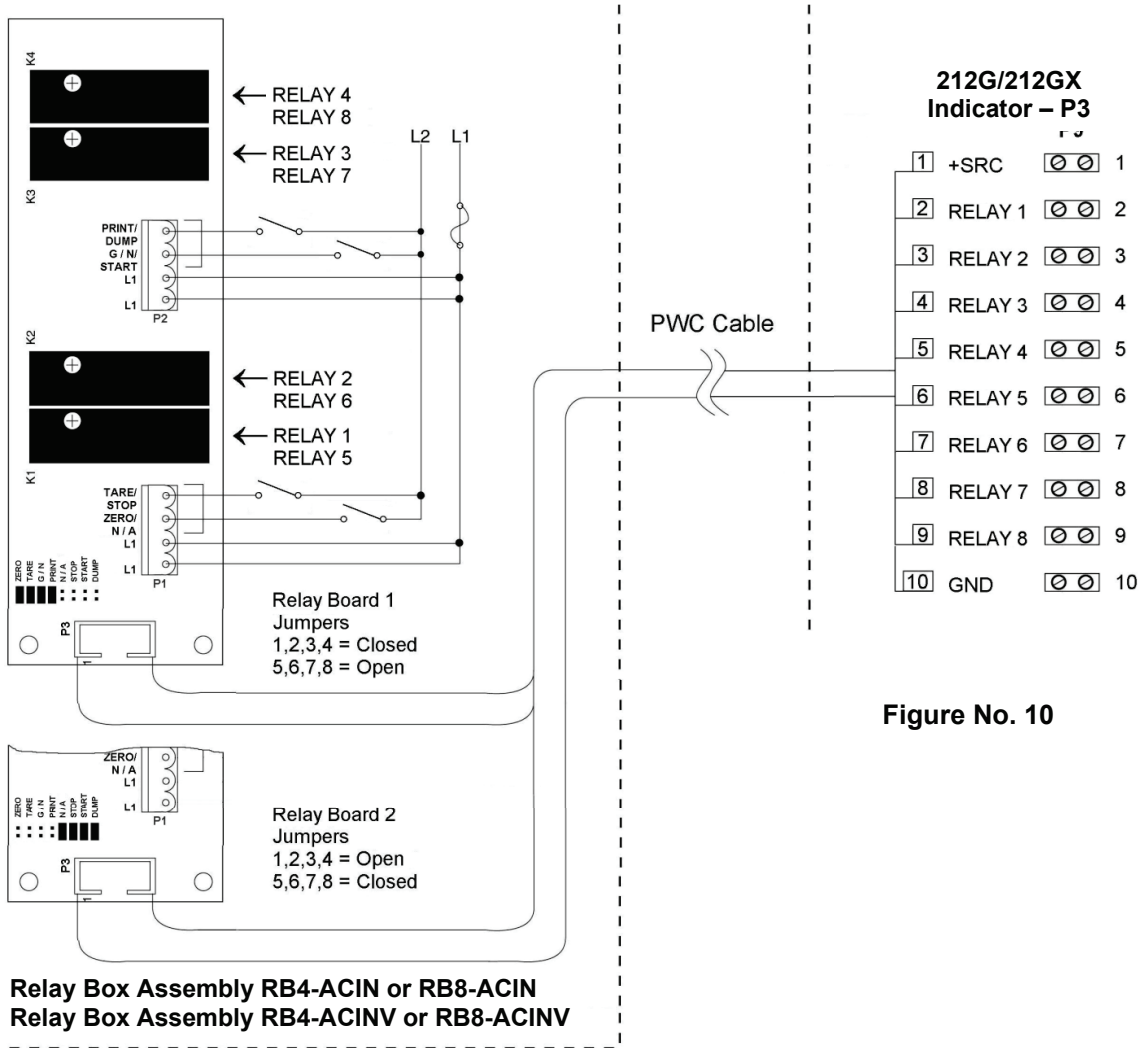 K4
K3
RELAY 4
RELAY 8
RELAY 3
RELAY 7
L2 L1
PRINT/
DUMP
G / N/
START
L1
L1
P2
K2
K1
RELAY 2
RELAY 6
RELAY 1
RELAY 5
TARE/
STOP
ZERO/
N / A
L1
L1
P1
ZERO
TARE
G / N
PRINT
N / A
STOP
START
DUMP
P3
1
Relay Board 1
Jumpers
1,2,3,4 = Closed
5,6,7,8 = Open
ZERO/
N / A
L1
L1
P1
ZERO
TARE
G / N
PRINT
N / A
STOP
START
DUMP
P3
1
Relay Board 2
Jumpers
1,2,3,4 = Open
5,6,7,8 = Closed
Relay Box Assembly RB4-ACIN or RB8-ACIN
Relay Box Assembly RB4-ACINV or RB8-ACINV
PWC Cable
212G/212GX
Indicator – P3
1 +SRC 1
2 RELAY 1 2
3 RELAY 2 3
4 RELAY 3 4
5 RELAY 4 5
6 RELAY 5 6
7 RELAY 6 7
8 RELAY 7 8
9 RELAY 8 9
10 GND 10
Figure No. 10